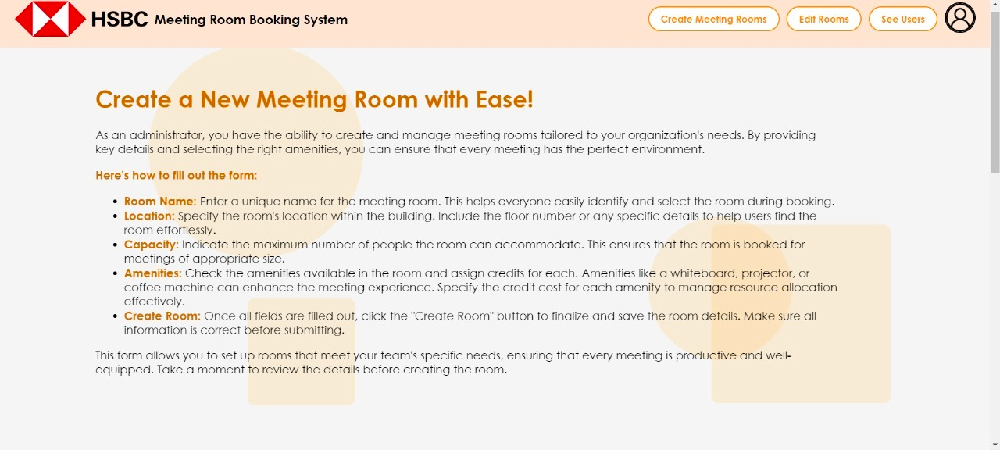 HSBC Meeting Room Booking System
Create Meeting Rooms
Edit Rooms
See Users
Create a New Meeting Room with Ease!
As an administrator, you have the ability to create and manage meeting rooms tailored to your organization's needs. By providing
key details and selecting the right amenities, you can ensure that every meeting has the perfect environment.
Here's how to fill out the form:
• Room Name: Enter a unique name for the meeting room. This helps everyone easily identify and select the room during booking.
• Location: Specify the room's location within the building. Include the floor number or any specific details to help users find the
room effortlessly.
• Capacity: Indicate the maximum number of people the room can accommodate. This ensures that the room is booked for
meetings of appropriate size.
• Amenities: Check the amenities available in the room and assign credits for each. Amenities like a whiteboard, projector, or
coffee machine can enhance the meeting experience. Specify the credit cost for each amenity to manage resource allocation
effectively.
• Create Room: Once all fields are filled out, click the "Create Room" button to finalize and save the room details. Make sure all
information is correct before submitting.
This form allows you to set up rooms that meet your team's specific needs, ensuring that every meeting is productive and well-
equipped. Take a moment to review the details before creating the room.